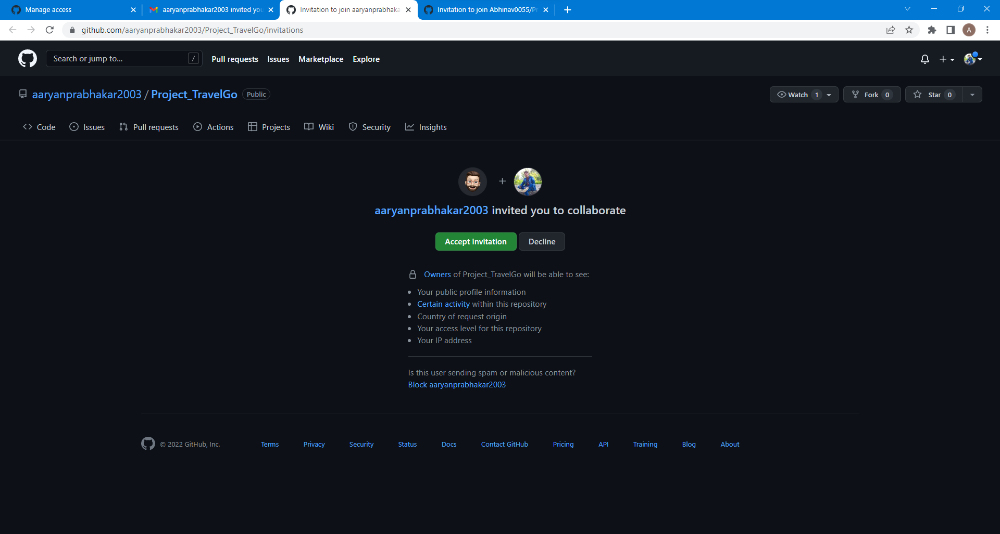 Manage access
aaryanprabhakar2003 invited you
Invitation to join aaryanprabhaka
Invitation to join Abhinav0055/Pr
github.com/aaryanprabhakar2003/Project_TravelGo/invitations
A
Search or jump to... /
Pull requests Issues Marketplace Explore
aaryanprabhakar2003 / Project_TravelGo Public
Watch 1 Fork 0 Star 0
Code Issues Pull requests Actions Projects Wiki Security Insights
aaryanprabhakar2003 invited you to collaborate
Accept invitation Decline
Owners of Project_TravelGo will be able to see:
Your public profile information
Certain activity within this repository
Country of request origin
Your access level for this repository
Your IP address
Is this user sending spam or malicious content?
Block aaryanprabhakar2003
© 2022 GitHub, Inc. Terms Privacy Security Status Docs Contact GitHub Pricing API Training Blog About